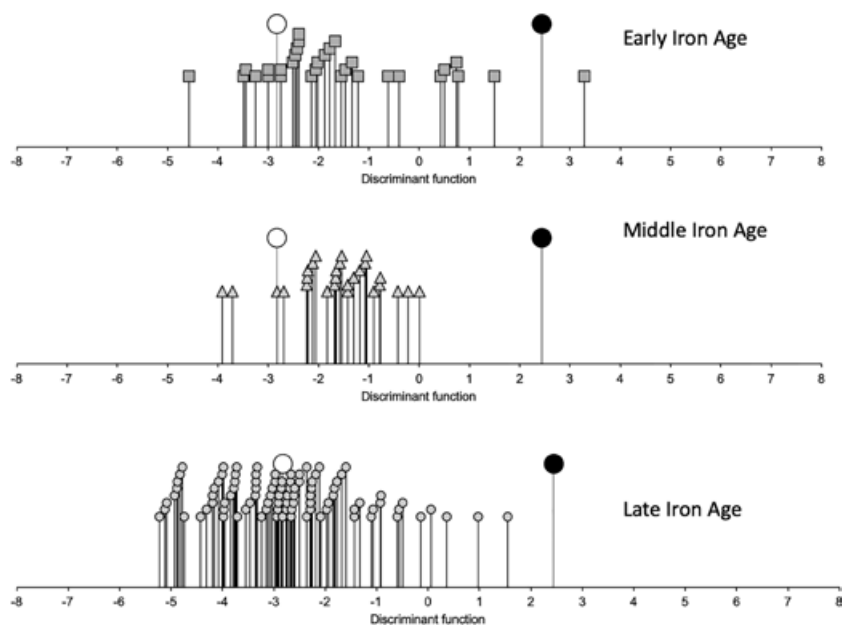 Early Iron Age
-8 -7 -6 -5 -4 -3 -2 -1 0 1 2 3 4 5 6 7 8
Discriminant function
Middle Iron Age
-8 -7 -6 -5 -4 -3 -2 -1 0 1 2 3 4 5 6 7 8
Discriminant function
Late Iron Age
-8 -7 -6 -5 -4 -3 -2 -1 0 1 2 3 4 5 6 7 8
Discriminant function